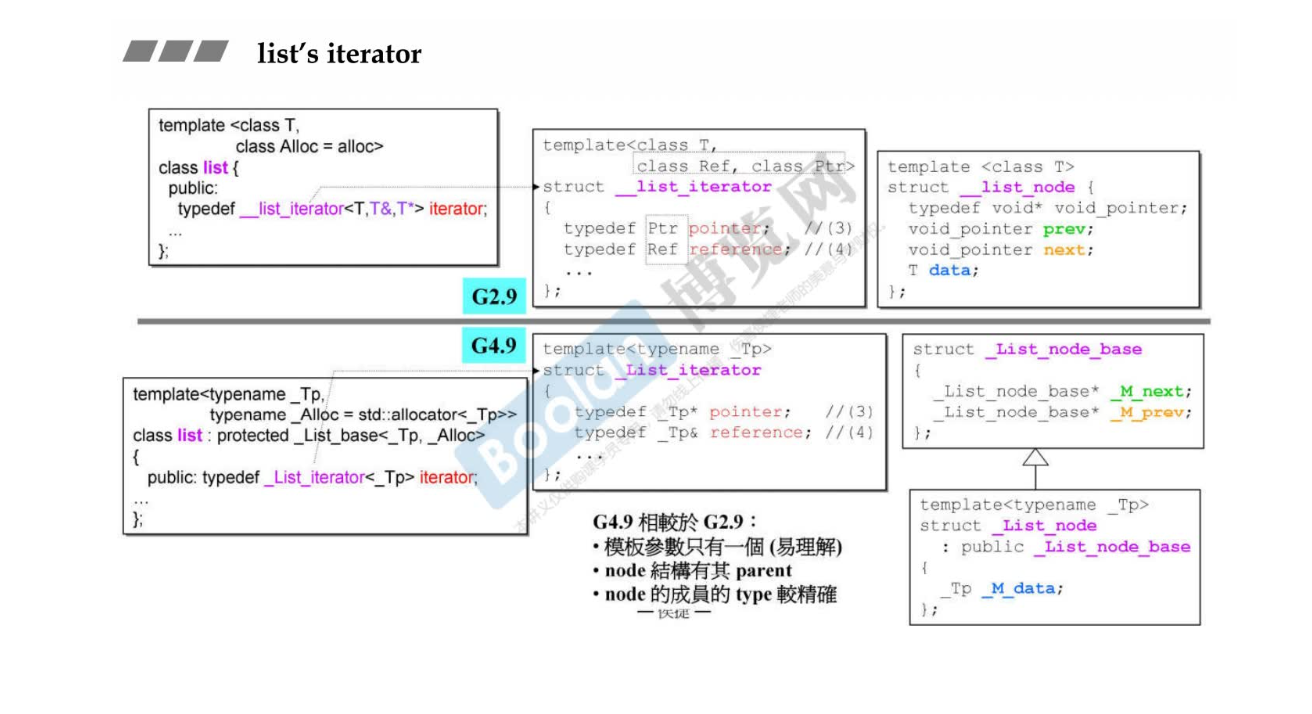 list’s iterator
template <class T,
class Alloc = alloc>
class list {
public:
typedef __list_iterator<T,T&,T*> iterator;
...
};
template<class T,
class Ref, class Ptr>
struct __list_iterator
{
typedef Ptr pointer; //(3)
typedef Ref reference; //(4)
...
};
template <class T>
struct __list_node {
typedef void* void_pointer;
void_pointer prev;
void_pointer next;
T data;
};
G2.9
G4.9
template<typename _Tp,
typename _Alloc = std::allocator<_Tp>>
class list : protected _List_base<_Tp, _Alloc>
{
public: typedef _List_iterator<_Tp> iterator;
...
};
template<typename _Tp>
struct _List_iterator
{
typedef _Tp* pointer; //(3)
typedef _Tp& reference; //(4)
...
};
struct _List_node_base
{
_List_node_base* _M_next;
_List_node_base* _M_prev;
};
template<typename _Tp>
struct _List_node
: public _List_node_base
{
_Tp _M_data;
};
G4.9 相較於 G2.9：
• 模板參數只有一個 (易理解)
• node 結構有其 parent
• node 的成員的 type 較精確
— 侯捷 —
Boolan 博览网